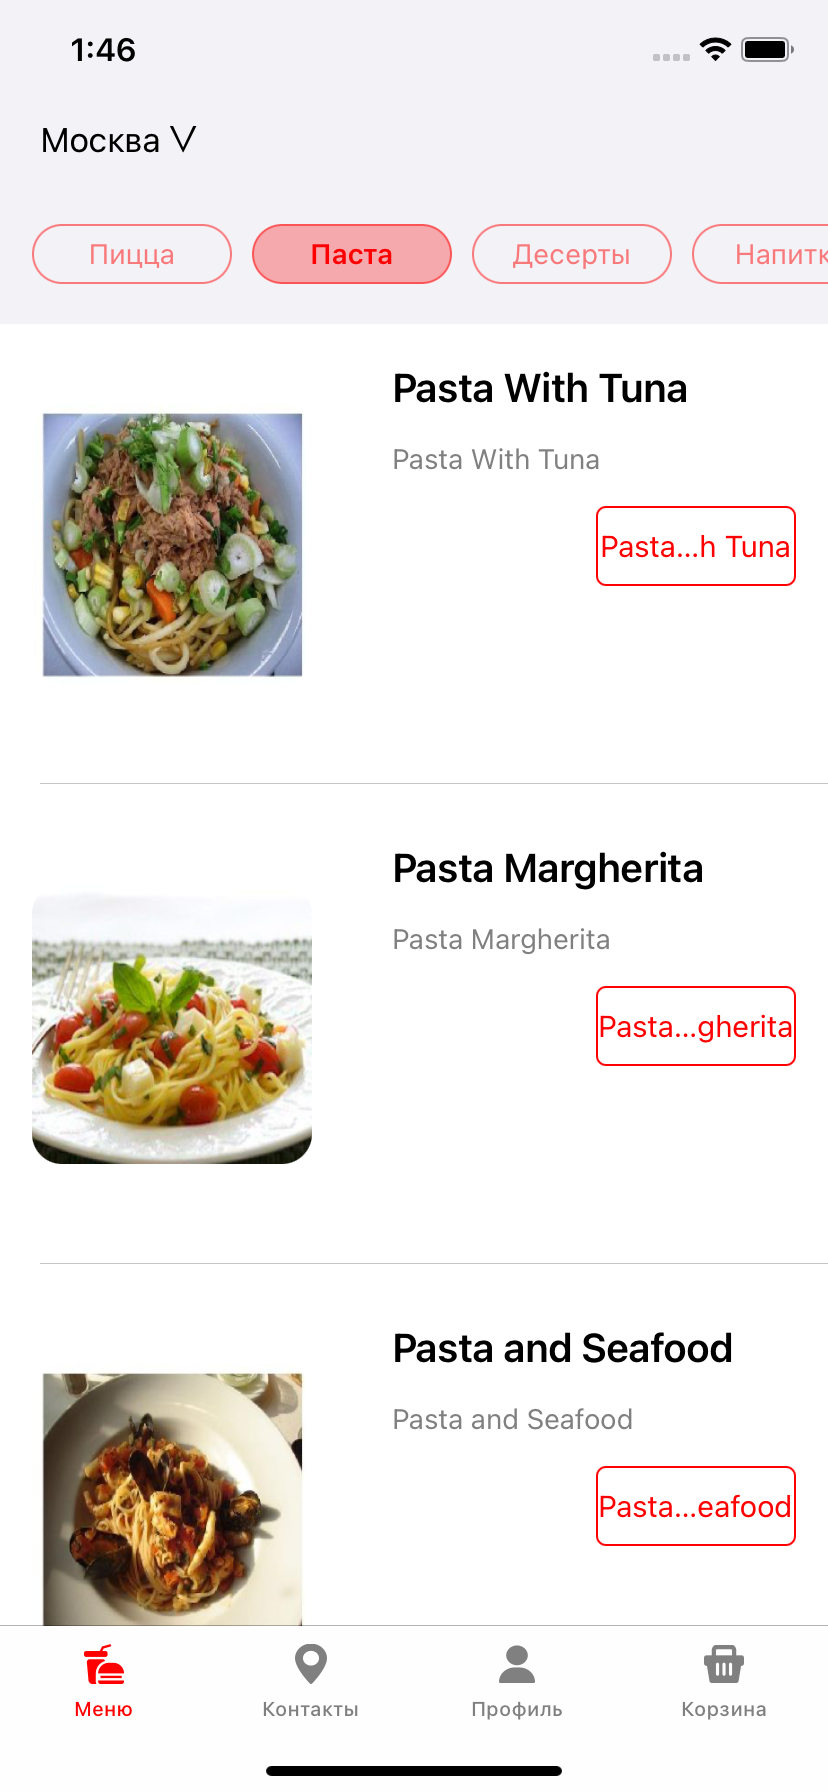 1:46
Москва V
Пицца Паста Десерты Напитк
Pasta With Tuna
Pasta With Tuna
Pasta...h Tuna
Pasta Margherita
Pasta Margherita
Pasta...gherita
Pasta and Seafood
Pasta and Seafood
Pasta...eafood
Меню Контакты Профиль Корзина